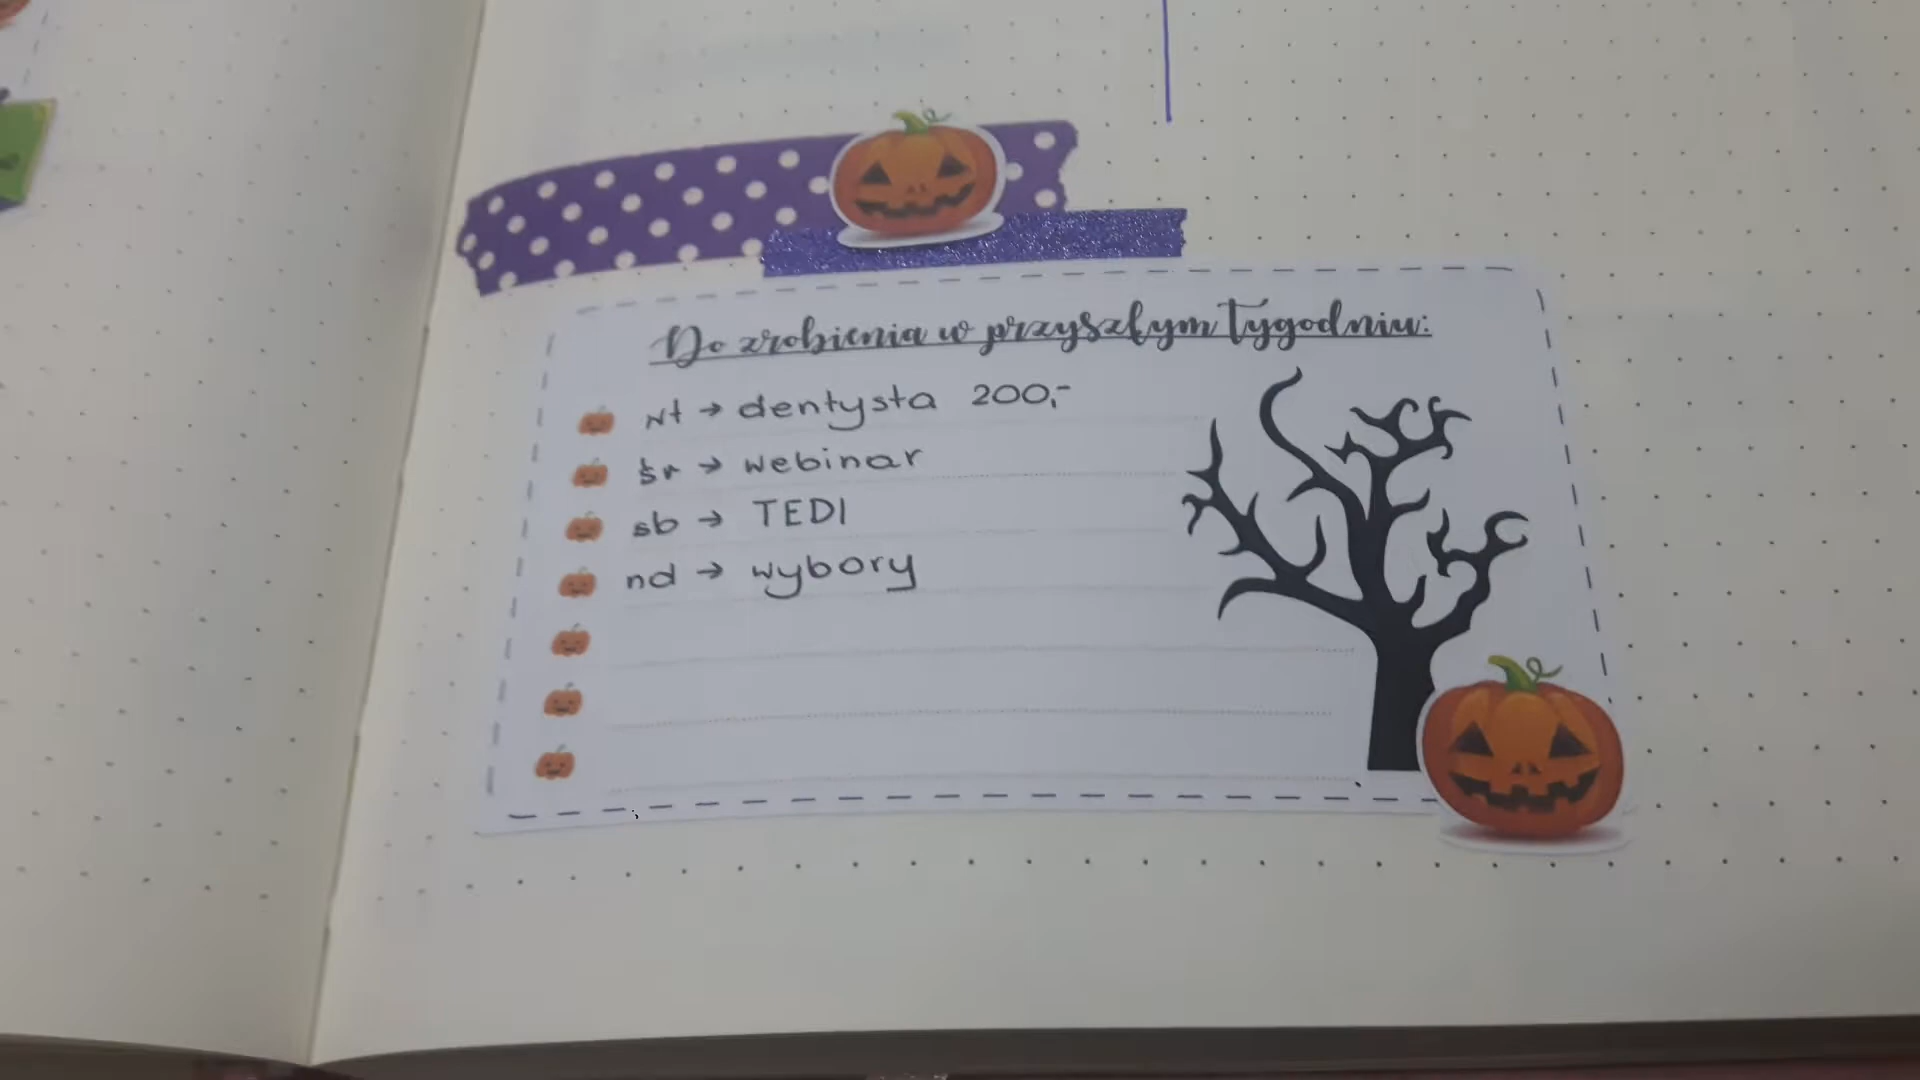 Do zrobienia w przyszłym tygodniu:
wt → dentysta 200,-
śr → webinar
sb → TEDI
nd → wybory